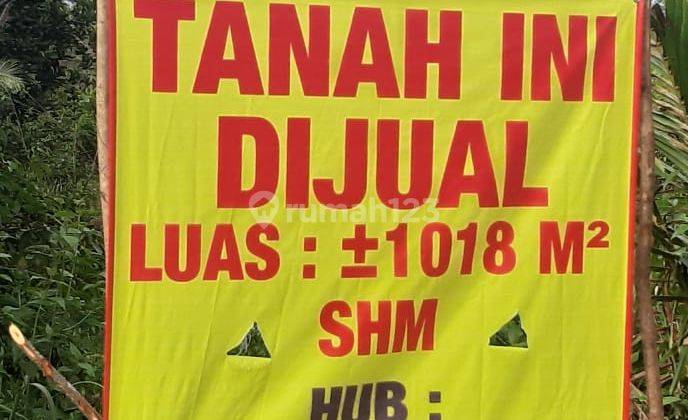 TANAH INI
DIJUAL
rumah123
LUAS : ±1018 M²
SHM
HUB :